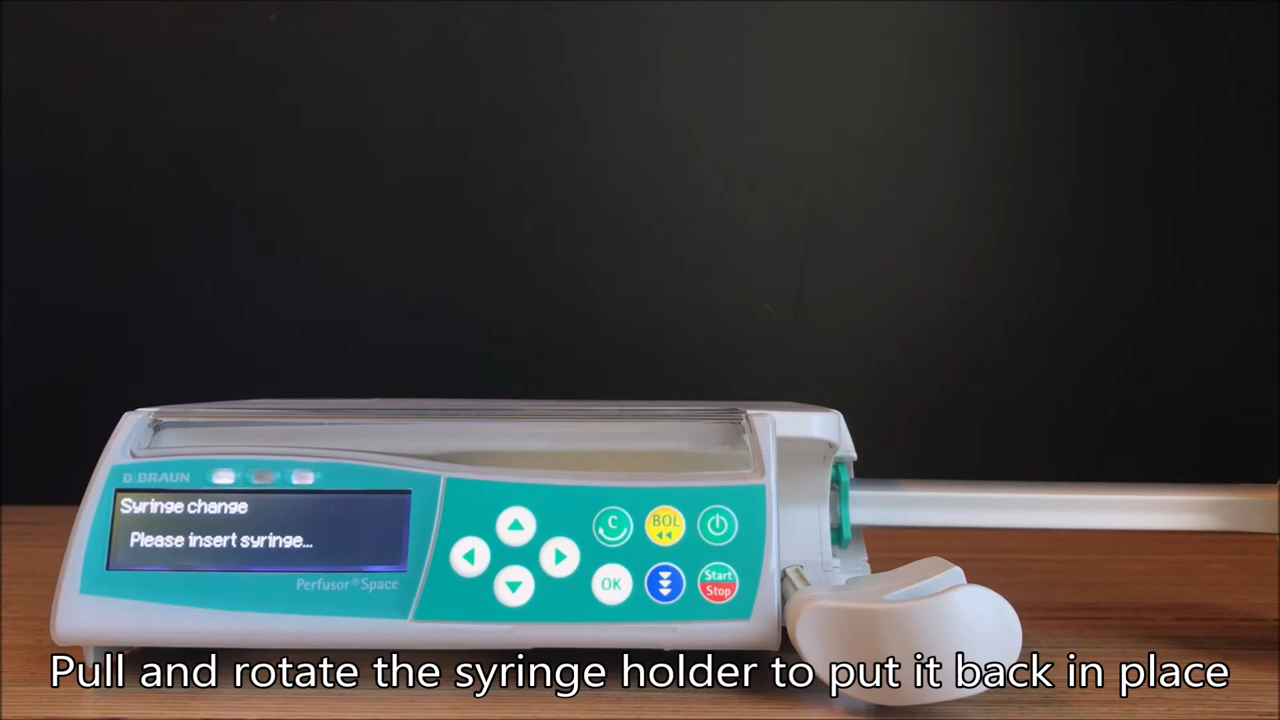 B|BRAUN
Syringe change
Please insert syringe...
Perfusor®Space
C
BOL
OK
Start
Stop
Pull and rotate the syringe holder to put it back in place